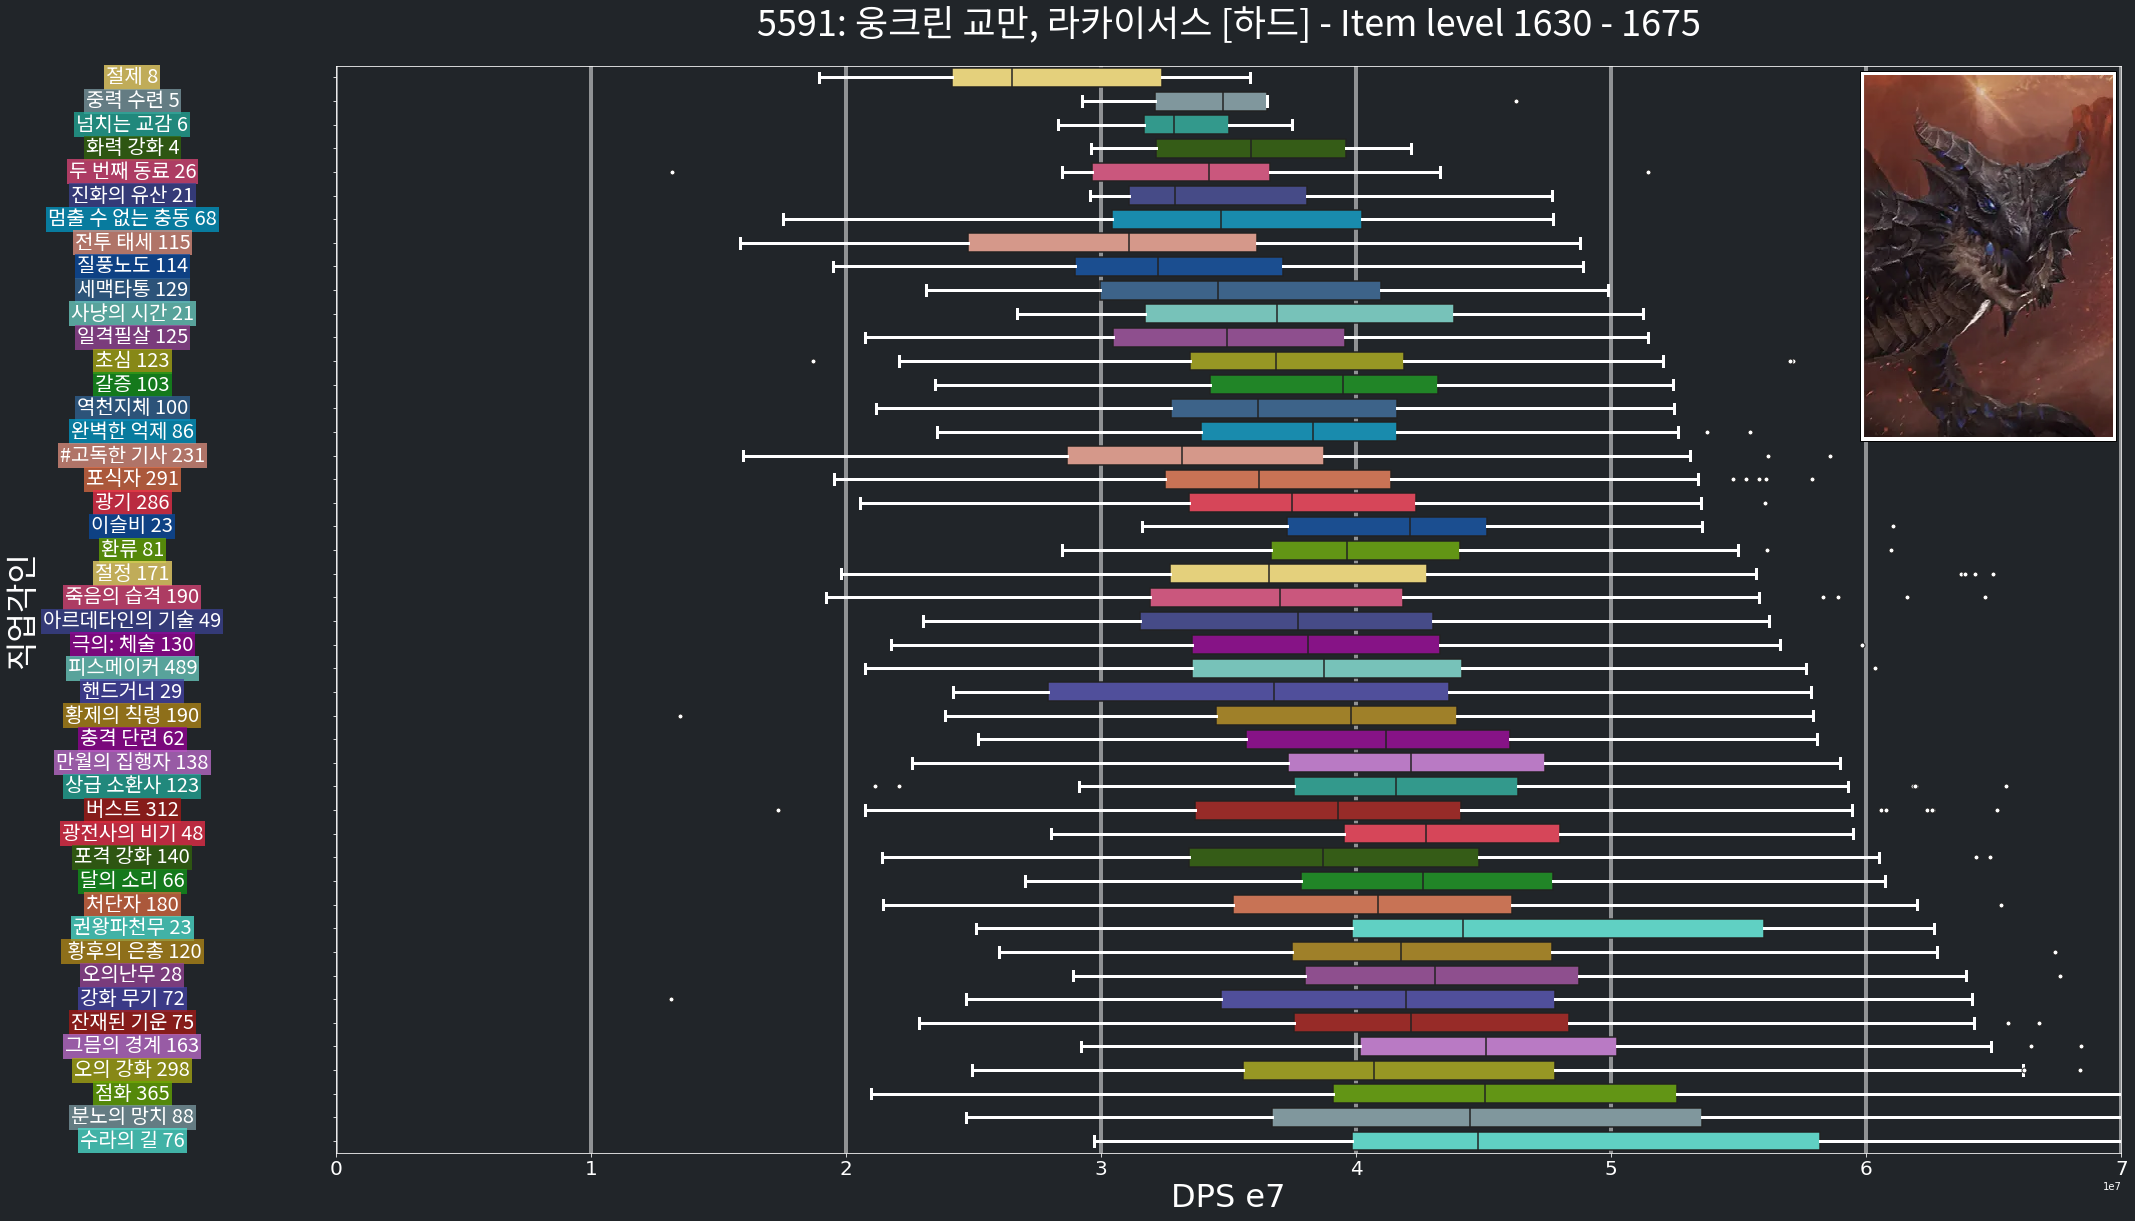 5591: 웅크린 교만, 라카이서스 [하드] - Item level 1630 - 1675
직업각인
절제 8
중력 수련 5
넘치는 교감 6
화력 강화 4
두 번째 동료 26
진화의 유산 21
멈출 수 없는 충동 68
전투 태세 115
질풍노도 114
세맥타통 129
사냥의 시간 21
일격필살 125
초심 123
갈증 103
역천지체 100
완벽한 억제 86
#고독한 기사 231
포식자 291
광기 286
이슬비 23
환류 81
절정 171
죽음의 습격 190
아르데타인의 기술 49
극의: 체술 130
피스메이커 489
핸드거너 29
황제의 칙령 190
충격 단련 62
만월의 집행자 138
상급 소환사 123
버스트 312
광전사의 비기 48
포격 강화 140
달의 소리 66
처단자 180
권왕파천무 23
황후의 은총 120
오의난무 28
강화 무기 72
잔재된 기운 75
그믐의 경계 163
오의 강화 298
점화 365
분노의 망치 88
수라의 길 76
0 1 2 3 4 5 6 7
1e7
DPS e7